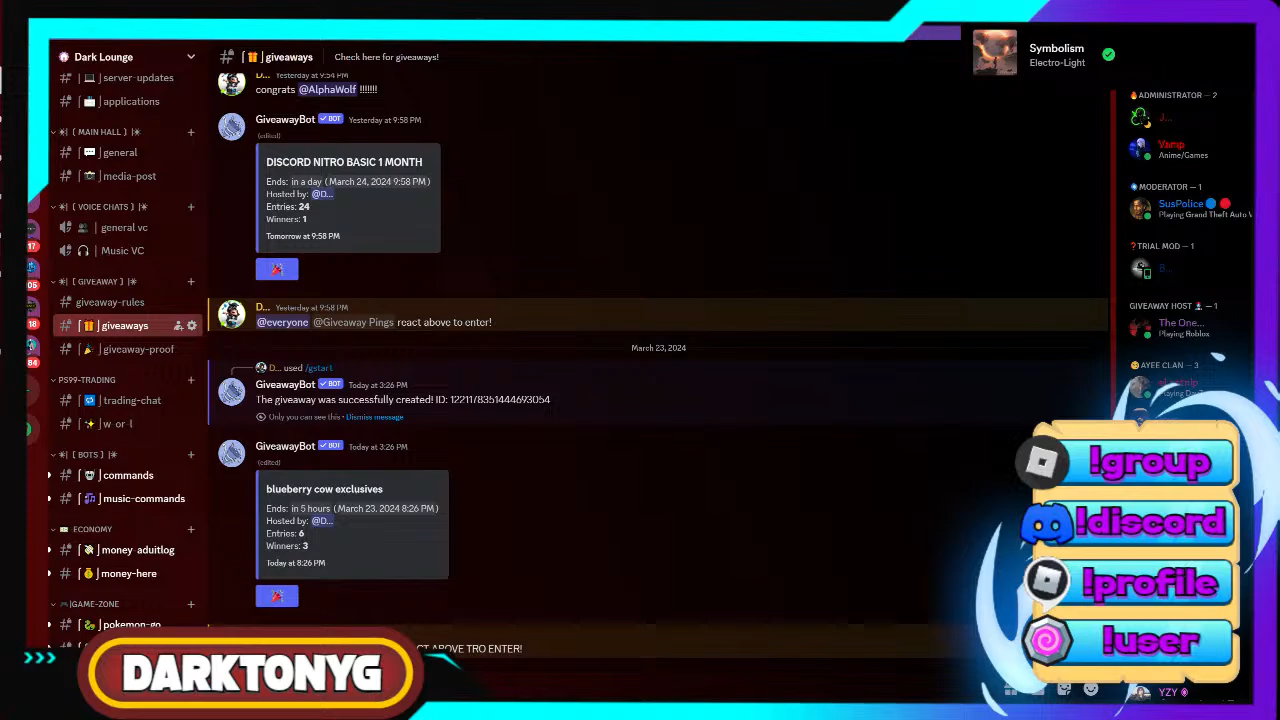 Dark Lounge
server-updates
applications
[ MAIN HALL ]
general
media-post
[ VOICE CHATS ]
general vc
Music VC
[ GIVEAWAY ]
giveaway-rules
giveaways
giveaway-proof
PS99-TRADING
trading-chat
w-or-l
[ BOTS ]
commands
music-commands
ECONOMY
money-aduitlog
money-here
|GAME-ZONE
pokemon-go
giveaways
Check here for giveaways!
D... Yesterday at 9:54 PM
congrats @AlphaWolf !!!!!!!
GiveawayBot BOT Yesterday at 9:58 PM
(edited)
DISCORD NITRO BASIC 1 MONTH
Ends: in a day (March 24, 2024 9:58 PM)
Hosted by: @D...
Entries: 24
Winners: 1
Tomorrow at 9:58 PM
D... Yesterday at 9:58 PM
@everyone @Giveaway Pings react above to enter!
March 23, 2024
D... used /gstart
GiveawayBot BOT Today at 3:26 PM
The giveaway was successfully created! ID: 1221178351444693054
Only you can see this • Dismiss message
GiveawayBot BOT Today at 3:26 PM
(edited)
blueberry cow exclusives
Ends: in 5 hours (March 23, 2024 8:26 PM)
Hosted by: @D...
Entries: 6
Winners: 3
Today at 8:26 PM
ABOVE TRO ENTER!
Symbolism
Electro-Light
ADMINISTRATOR — 2
J...
Vamp
Anime/Games
MODERATOR — 1
SusPolice
Playing Grand Theft Auto V
TRIAL MOD — 1
B...
GIVEAWAY HOST — 1
The One...
Playing Roblox
AYEE CLAN — 3
!group
!discord
!profile
!user
YZY
DARKTONYG
17
05
18
84